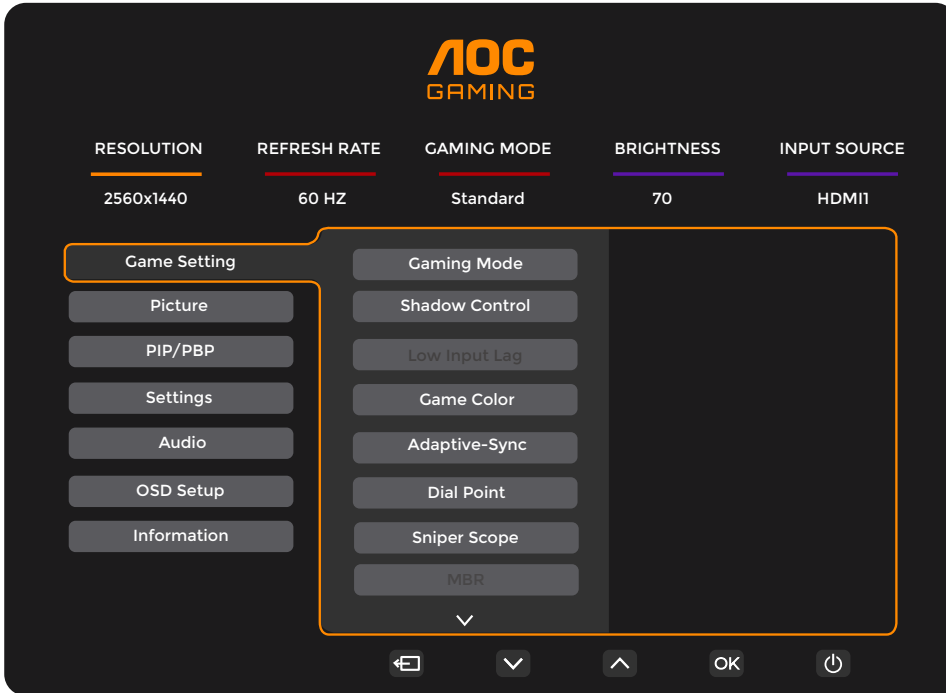 AOC
GAMING
RESOLUTION REFRESH RATE GAMING MODE BRIGHTNESS INPUT SOURCE
2560x1440 60 HZ Standard 70 HDMI1
Game Setting
Picture
PIP/PBP
Settings
Audio
OSD Setup
Information
Gaming Mode
Shadow Control
Low Input Lag
Game Color
Adaptive-Sync
Dial Point
Sniper Scope
MBR
OK